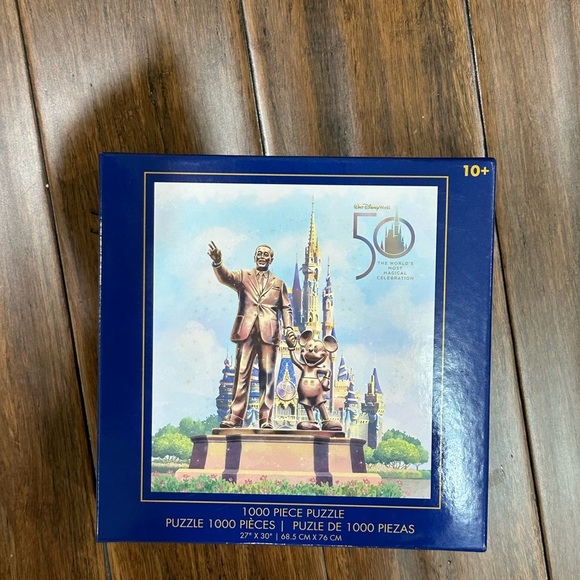 10+
Walt Disney World
50
THE WORLD'S
MOST
MAGICAL
CELEBRATION
1000 PIECE PUZZLE
PUZZLE 1000 PIÈCES | PUZLE DE 1000 PIEZAS
27" X 30" | 68.5 CM X 76 CM